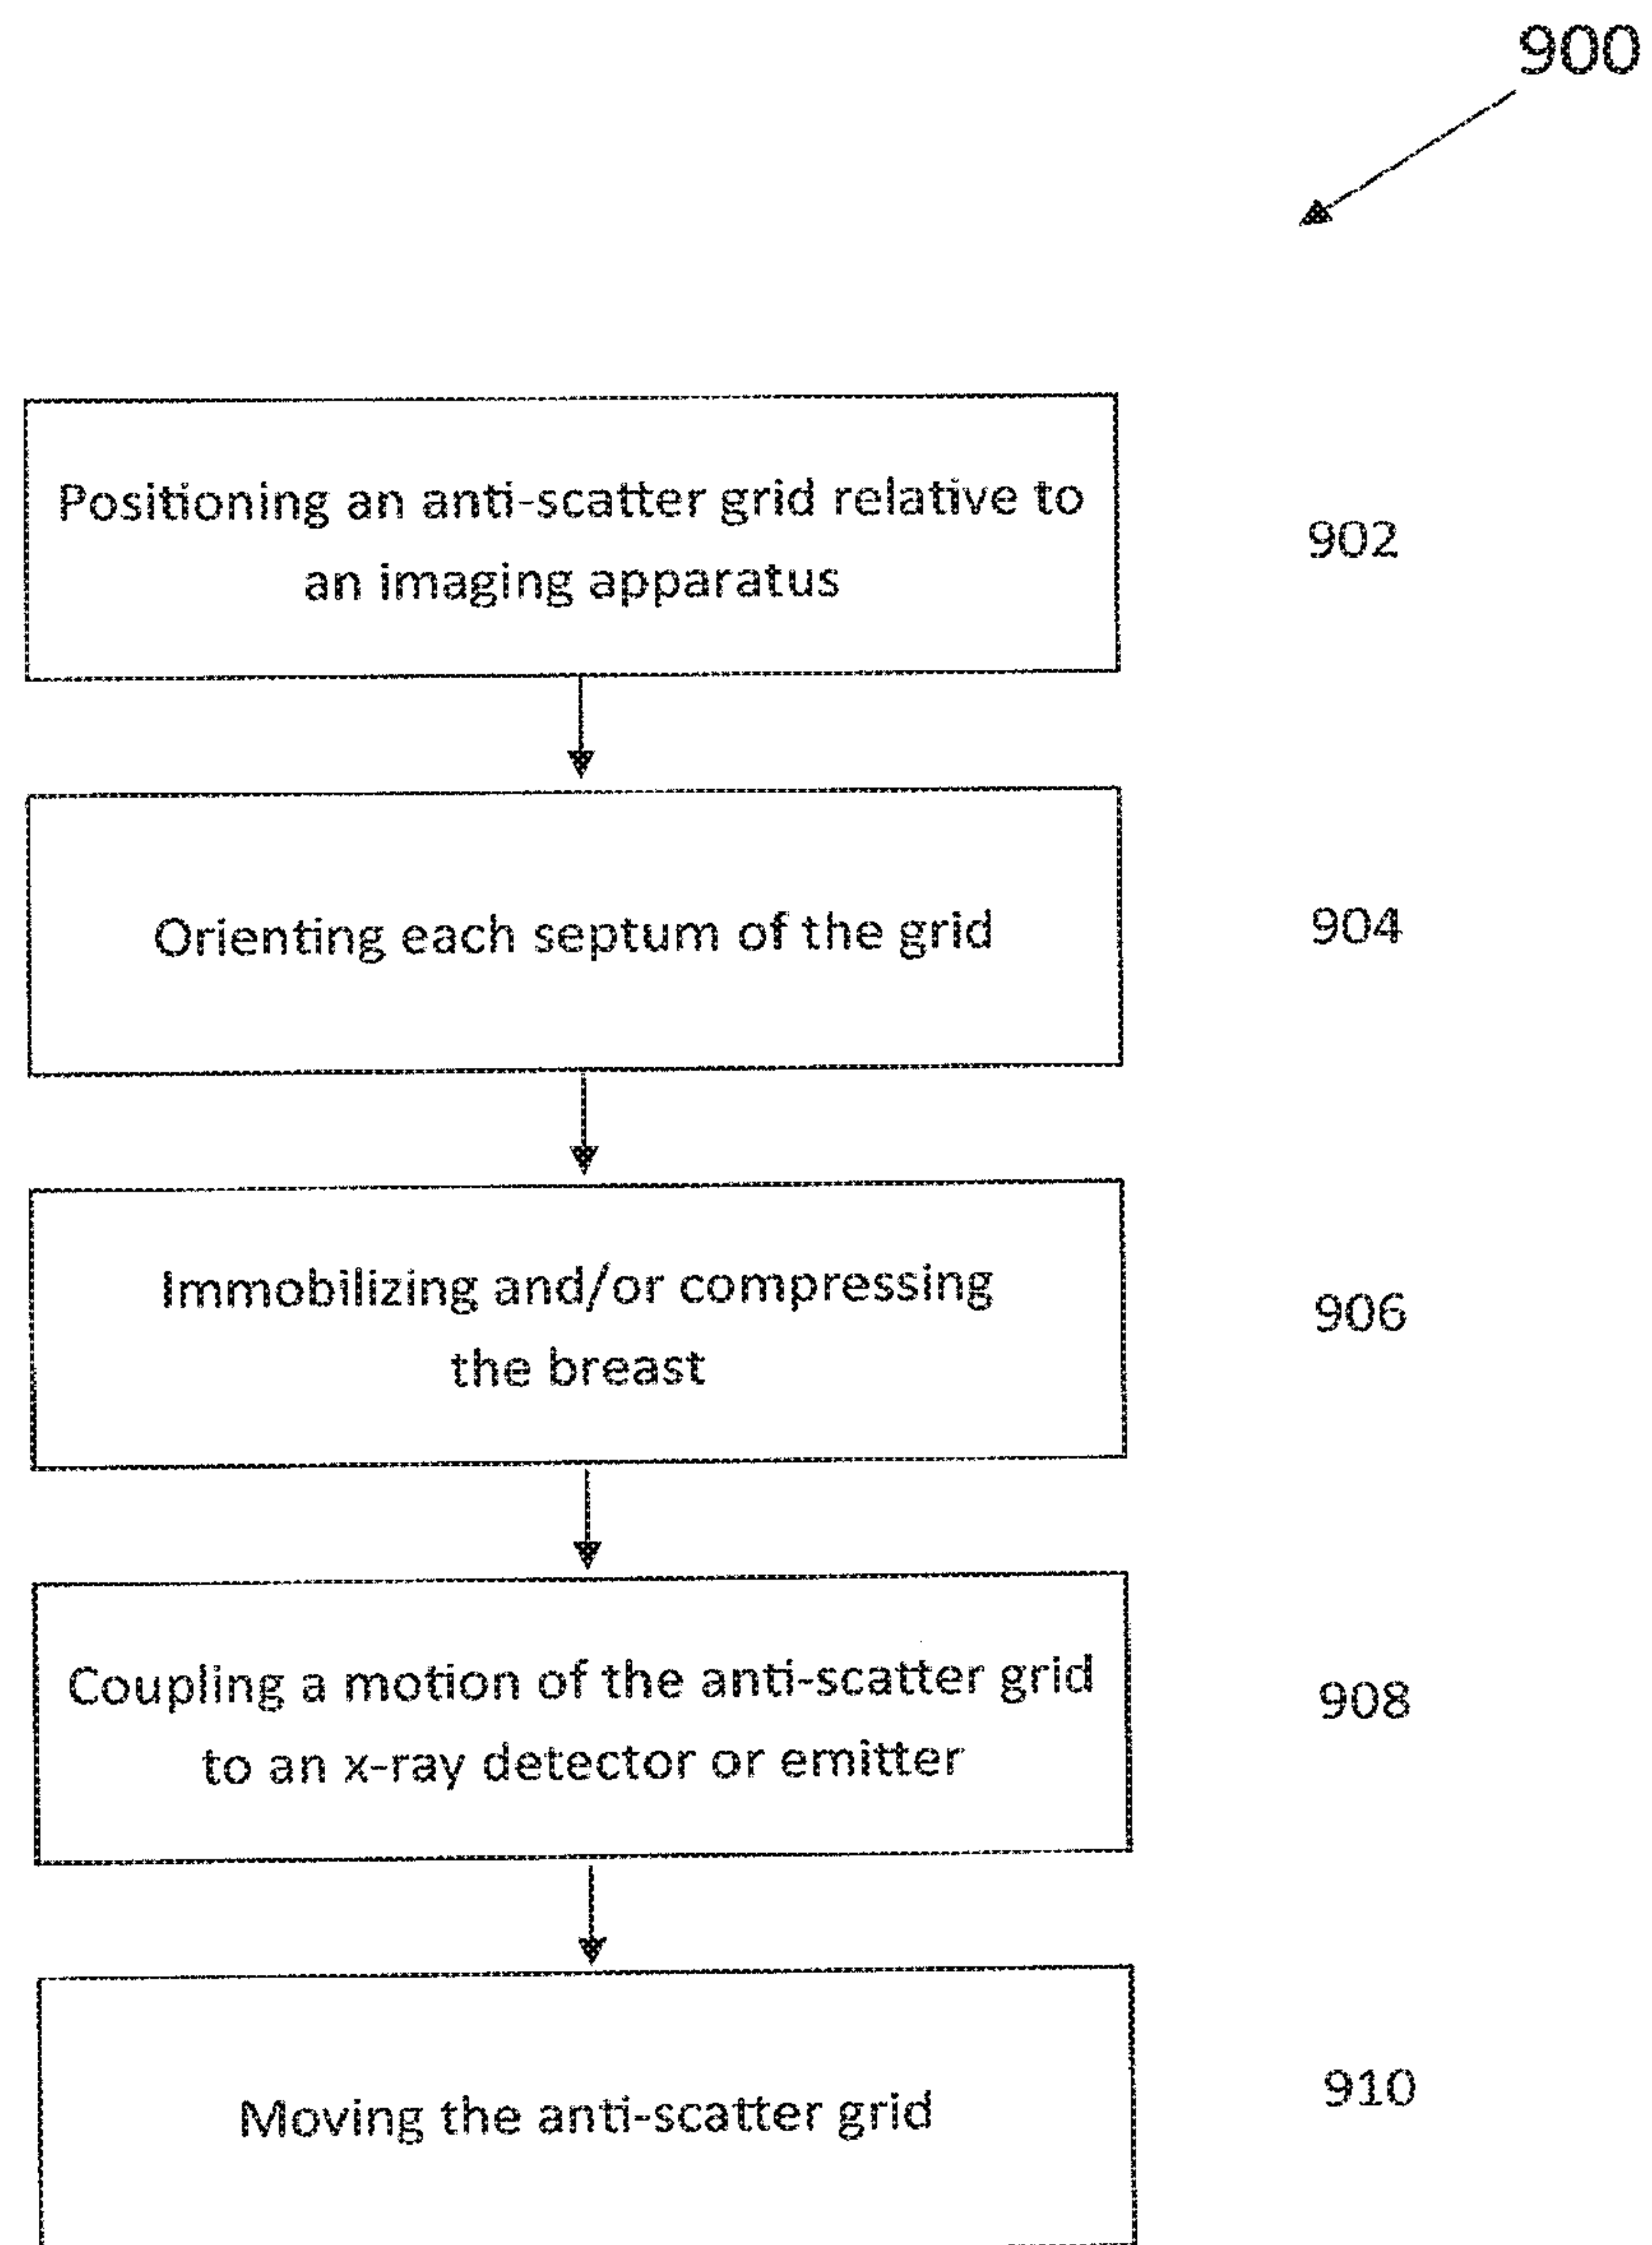 900
Positioning an anti-scatter grid relative to
an imaging apparatus
902
Orienting each septum of the grid
904
Immobilizing and/or compressing
the breast
906
Coupling a motion of the anti-scatter grid
to an x-ray detector or emitter
908
Moving the anti-scatter grid
910